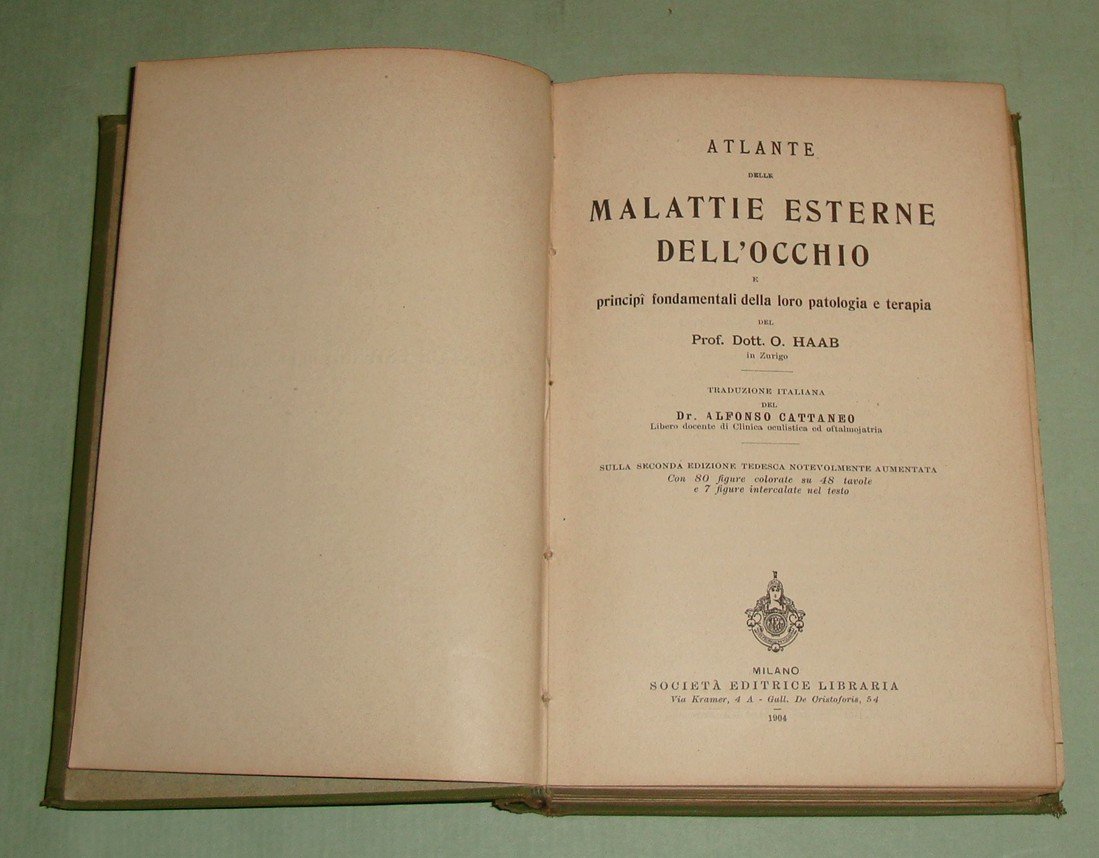 ATLANTE
DELLE
MALATTIE ESTERNE
DELL'OCCHIO
E
principî fondamentali della loro patologia e terapia
DEL
Prof. Dott. O. HAAB
in Zurigo
TRADUZIONE ITALIANA
DEL
Dr. ALFONSO CATTANEO
Libero docente di Clinica oculistica ed oftalmojatria
SULLA SECONDA EDIZIONE TEDESCA NOTEVOLMENTE AUMENTATA
Con 80 figure colorate su 48 tavole
e 7 figure intercalate nel testo
MILANO
SOCIETÀ EDITRICE LIBRARIA
Via Kramer, 4 A - Gall. De Cristoforis, 54
1904